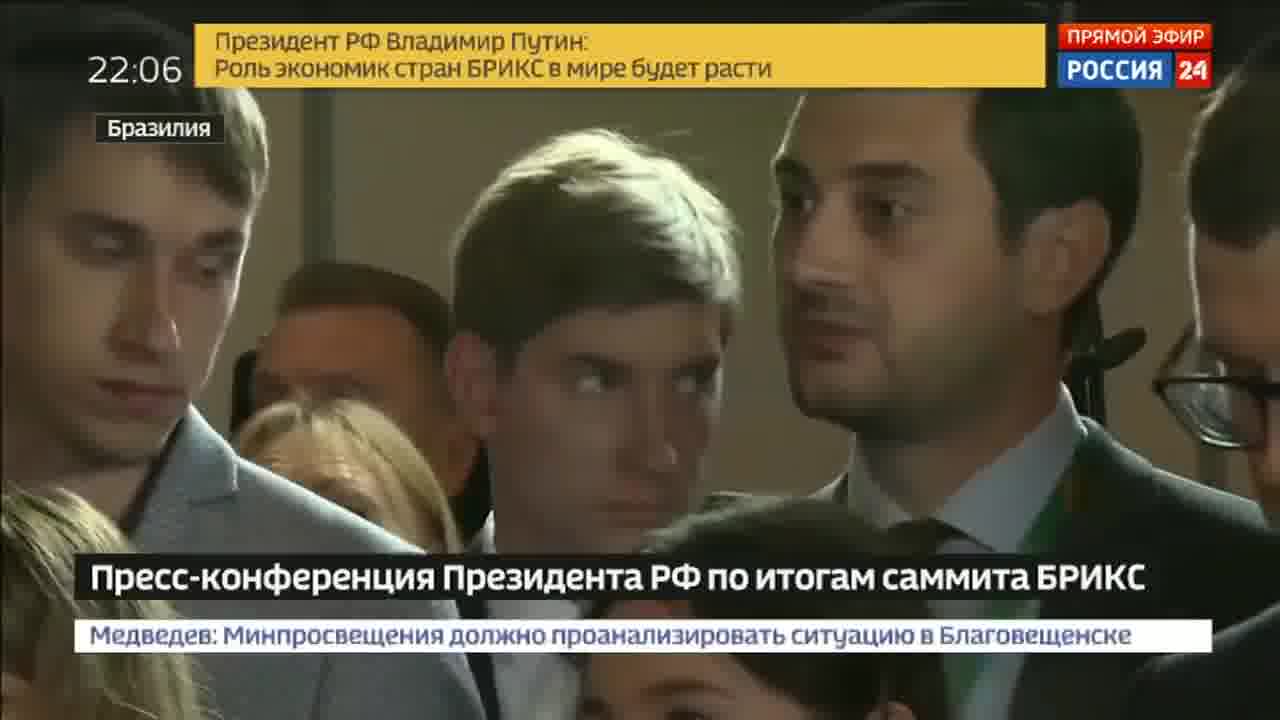 22:06
Президент РФ Владимир Путин:
Роль экономик стран БРИКС в мире будет расти
ПРЯМОЙ ЭФИР
РОССИЯ 24
Бразилия
Пресс-конференция Президента РФ по итогам саммита БРИКС
Медведев: Минпросвещения должно проанализировать ситуацию в Благовещенске